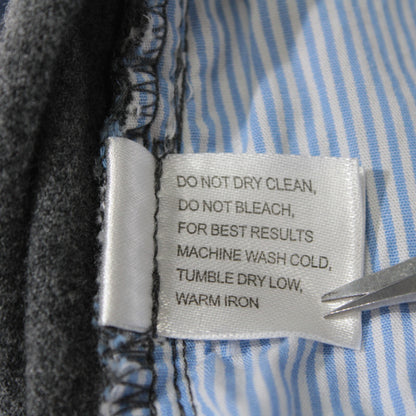 DO NOT DRY CLEAN,
DO NOT BLEACH,
FOR BEST RESULTS
MACHINE WASH COLD,
TUMBLE DRY LOW,
WARM IRON